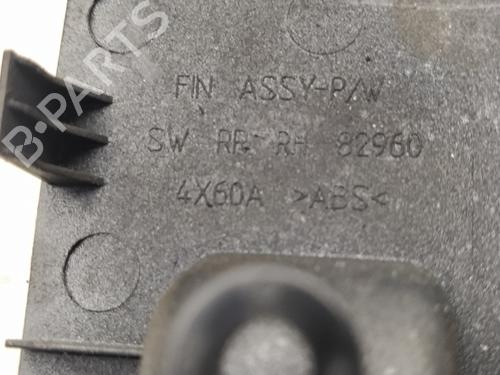 FIN ASSY-P/W
SW RR RH 82960
4X60A >ABS<
B-PARTS